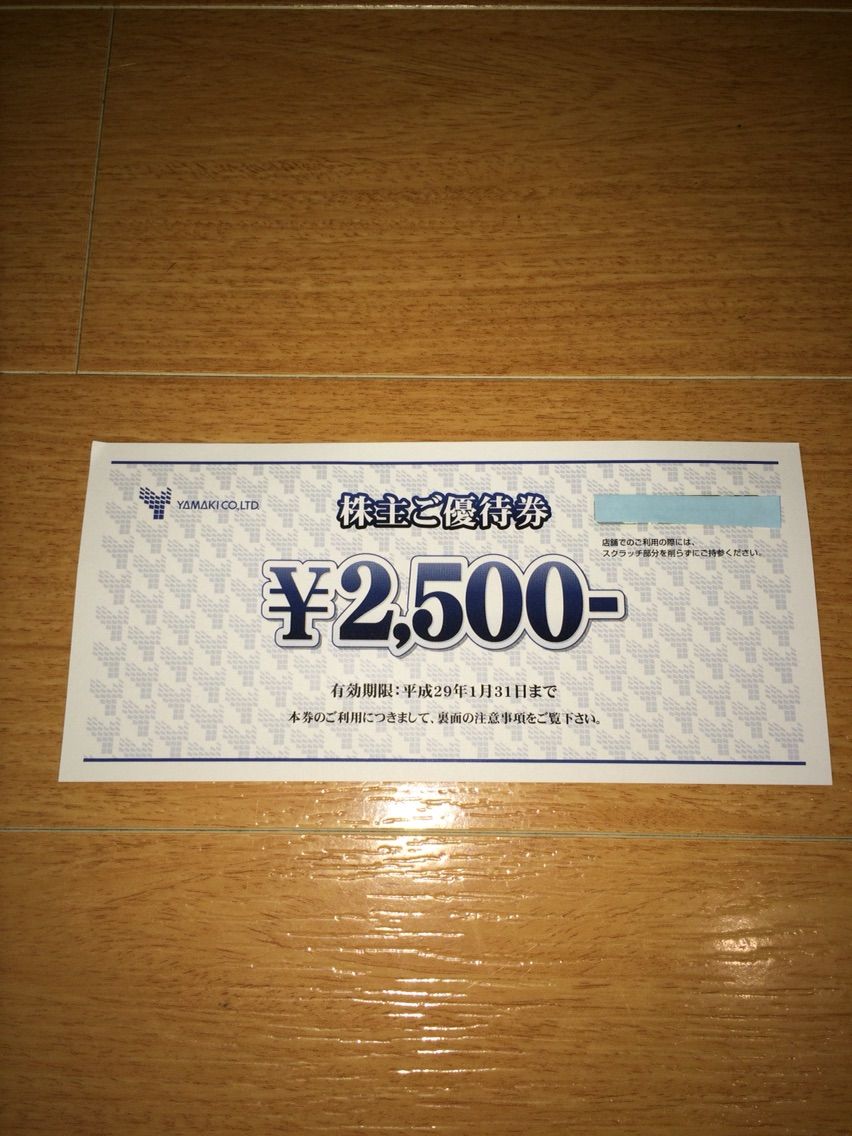 YAMAKI CO.,LTD.
株主ご優待券
店舗でのご利用の際には、
スクラッチ部分を削らずにご持参ください。
¥2,500-
有効期限:平成29年1月31日まで
本券のご利用につきまして、裏面の注意事項をご覧下さい。